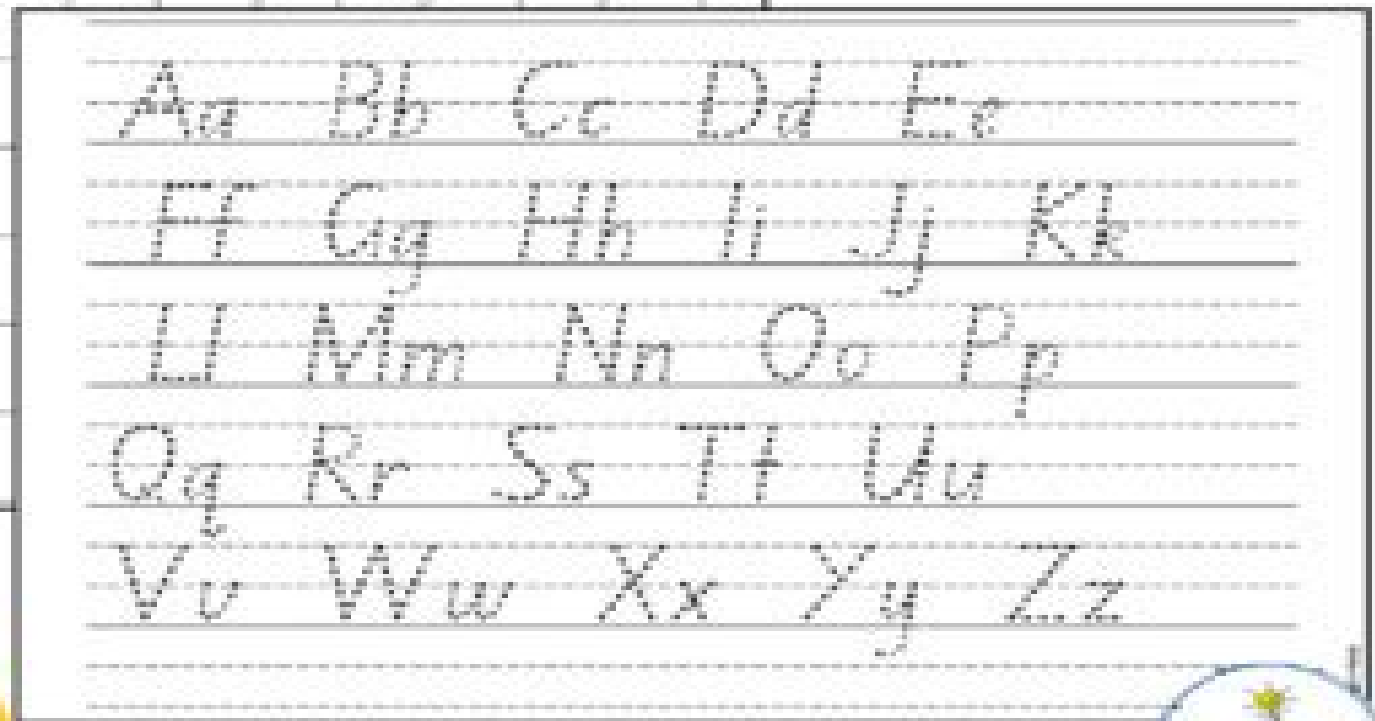 Aa Bb Cc Dd Ee
Ff Gg Hh Ii Jj Kk
Ll Mm Nn Oo Pp
Qq Rr Ss Tt Uu
Vv Ww Xx Yy Zz